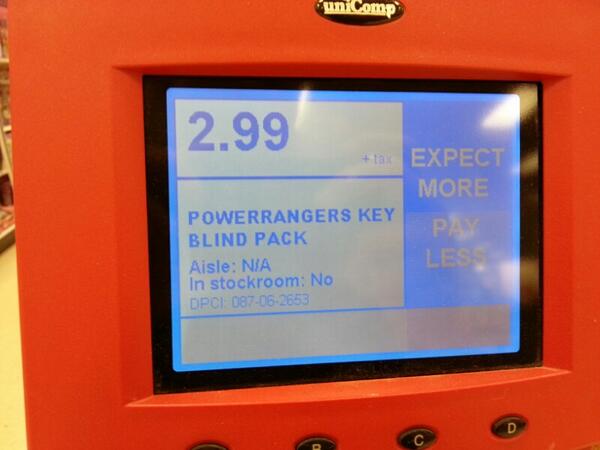 uniComp
2.99
+ tax
EXPECT
MORE
PAY
LESS
POWERRANGERS KEY
BLIND PACK
Aisle: N/A
In stockroom: No
DPCI: 087-06-2653
B
C
D